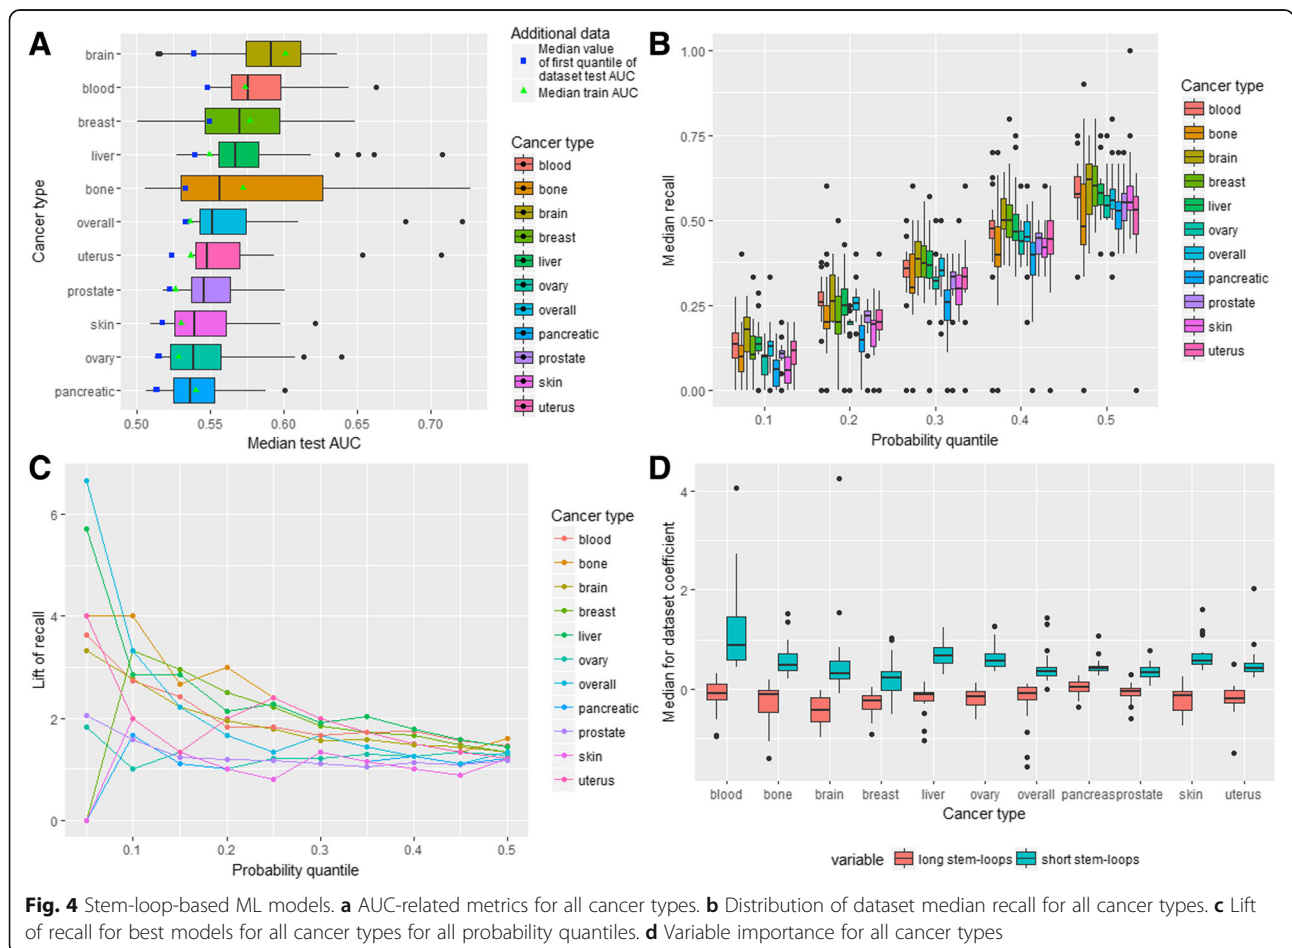 A
brain
blood
breast
liver
bone
overall
uterus
prostate
skin
ovary
pancreatic
Cancer type
0.50 0.55 0.60 0.65 0.70
Median test AUC
Additional data
Median value
of first quantile of
dataset test AUC
Median train AUC
Cancer type
blood
bone
brain
breast
liver
ovary
overall
pancreatic
prostate
skin
uterus
B
1.00
0.75
0.50
0.25
0.00
Median recall
0.1 0.2 0.3 0.4 0.5
Probability quantile
Cancer type
blood
bone
brain
breast
liver
ovary
overall
pancreatic
prostate
skin
uterus
C
6
4
2
0
Lift of recall
0.1 0.2 0.3 0.4 0.5
Probability quantile
Cancer type
blood
bone
brain
breast
liver
ovary
overall
pancreatic
prostate
skin
uterus
D
4
2
0
Median for dataset coefficient
blood bone brain breast liver ovary overall pancreasprostate skin uterus
Cancer type
variable long stem-loops short stem-loops
Fig. 4 Stem-loop-based ML models. a AUC-related metrics for all cancer types. b Distribution of dataset median recall for all cancer types. c Lift
of recall for best models for all cancer types for all probability quantiles. d Variable importance for all cancer types